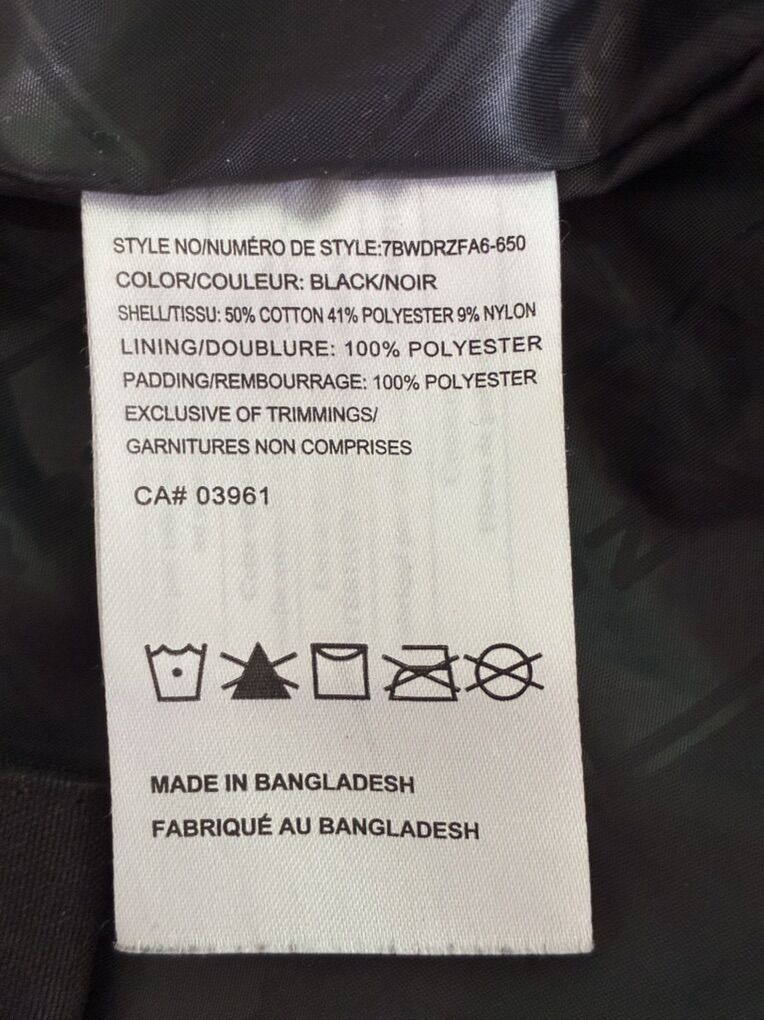 STYLE NO/NUMÉRO DE STYLE:7BWDRZFA6-650
COLOR/COULEUR: BLACK/NOIR
SHELL/TISSU: 50% COTTON 41% POLYESTER 9% NYLON
LINING/DOUBLURE: 100% POLYESTER
PADDING/REMBOURRAGE: 100% POLYESTER
EXCLUSIVE OF TRIMMINGS/
GARNITURES NON COMPRISES
CA# 03961
MADE IN BANGLADESH
FABRIQUÉ AU BANGLADESH